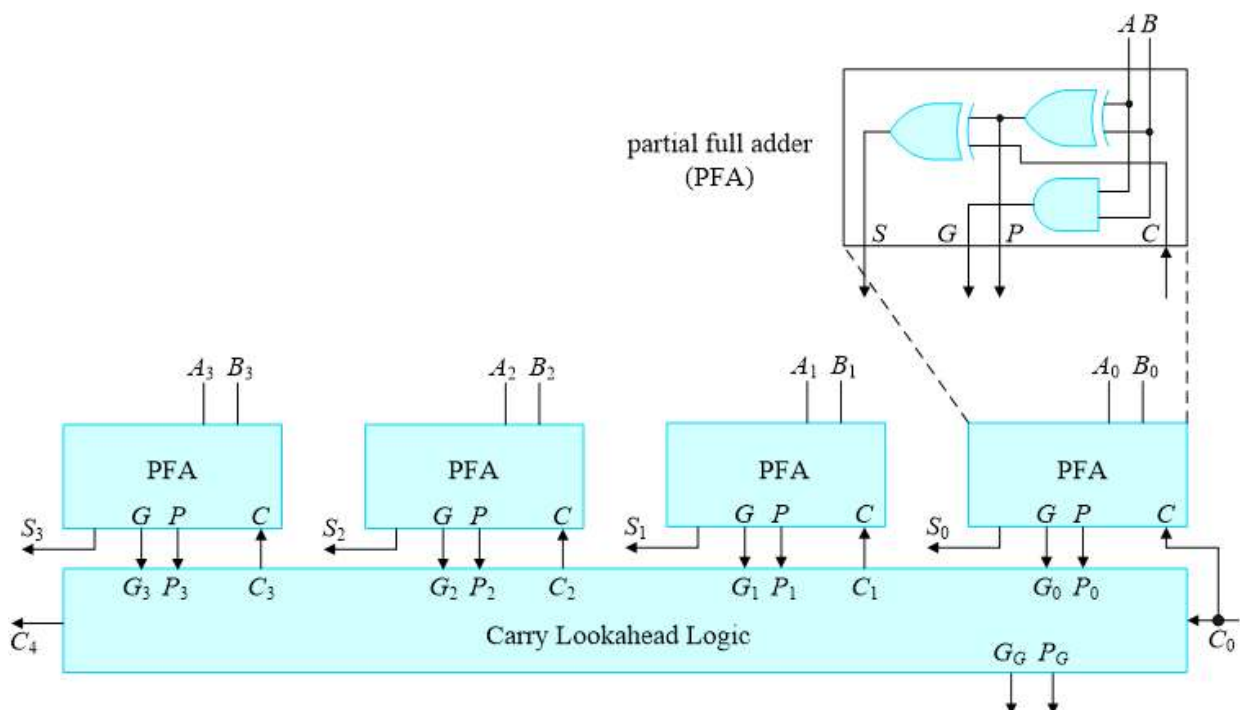 A B
partial full adder
(PFA)
S G P C
A3 B3 A2 B2 A1 B1 A0 B0
PFA PFA PFA PFA
G P C G P C G P C G P C
S3 S2 S1 S0
G3 P3 C3 G2 P2 C2 G1 P1 C1 G0 P0
C4 Carry Lookahead Logic C0
GG PG